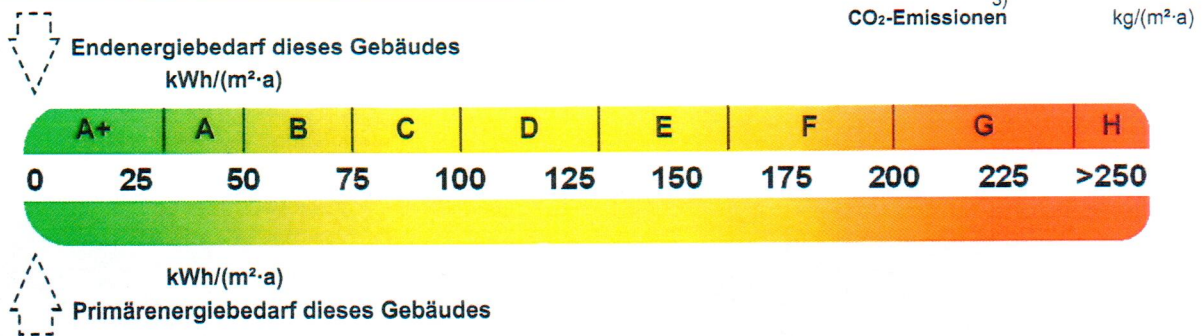 3)
CO₂-Emissionen kg/(m²·a)
Endenergiebedarf dieses Gebäudes
kWh/(m²·a)
A+ A B C D E F G H
0 25 50 75 100 125 150 175 200 225 >250
kWh/(m²·a)
Primärenergiebedarf dieses Gebäudes